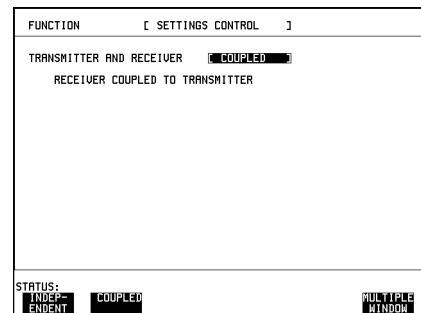 FUNCTION [ SETTINGS CONTROL ]
TRANSMITTER AND RECEIVER [ COUPLED ]
RECEIVER COUPLED TO TRANSMITTER
STATUS:
INDEP-
ENDENT
COUPLED
MULTIPLE
WINDOW